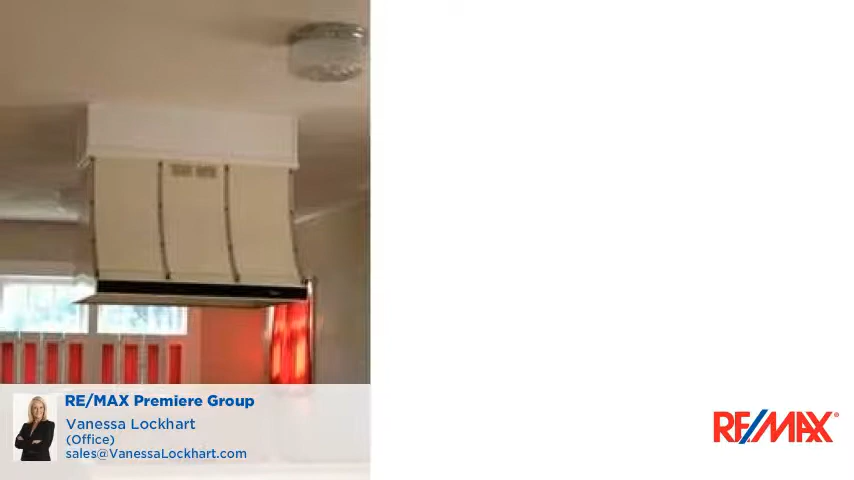 RE/MAX Premiere Group
Vanessa Lockhart
(Office)
sales@VanessaLockhart.com
RE/MAX®